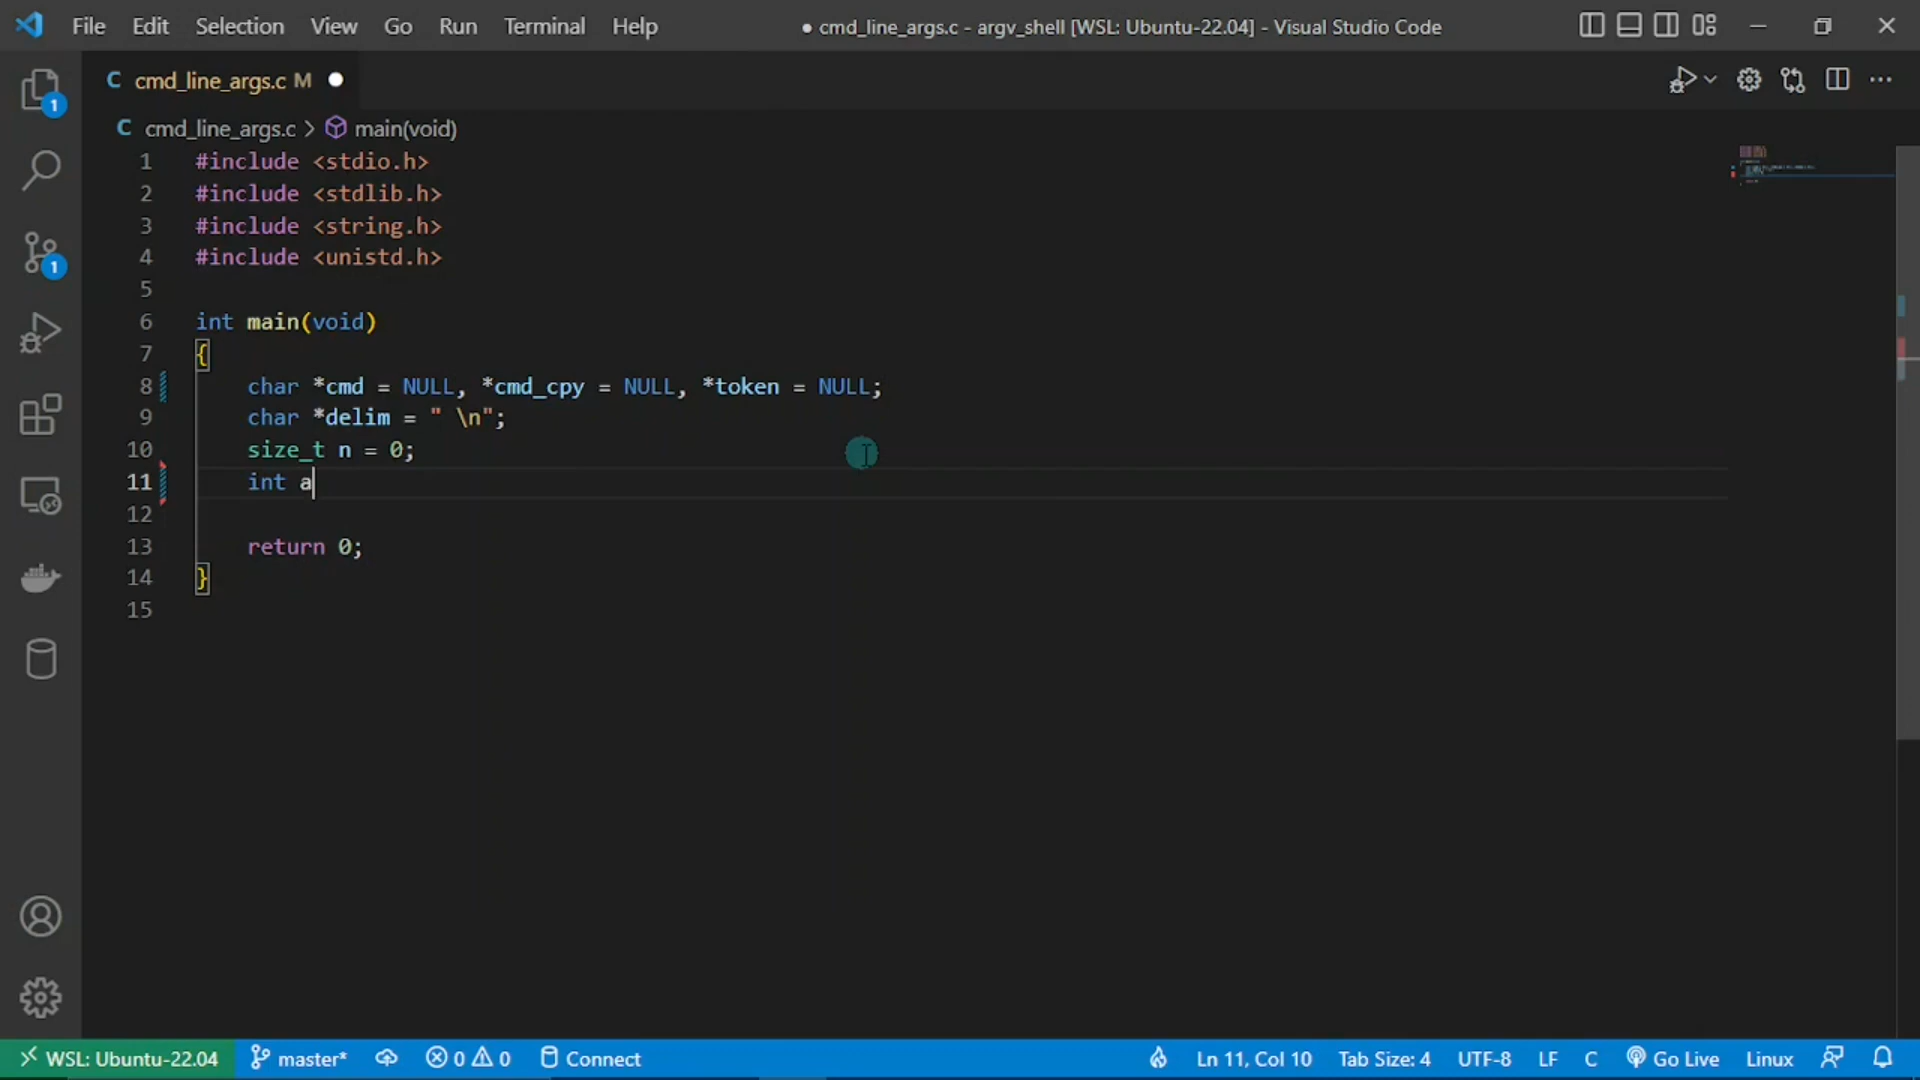 File Edit Selection View Go Run Terminal Help ● cmd_line_args.c - argv_shell [WSL: Ubuntu-22.04] - Visual Studio Code
C cmd_line_args.c M ●
1
C cmd_line_args.c > main(void)
1 #include <stdio.h>
2 #include <stdlib.h>
3 #include <string.h>
4 #include <unistd.h>
5
1
6 int main(void)
7 {
8 char *cmd = NULL, *cmd_cpy = NULL, *token = NULL;
9 char *delim = " \n";
10 size_t n = 0;
11 int a
12
13 return 0;
14 }
15
WSL: Ubuntu-22.04 master* 0 0 Connect Ln 11, Col 10 Tab Size: 4 UTF-8 LF C Go Live Linux